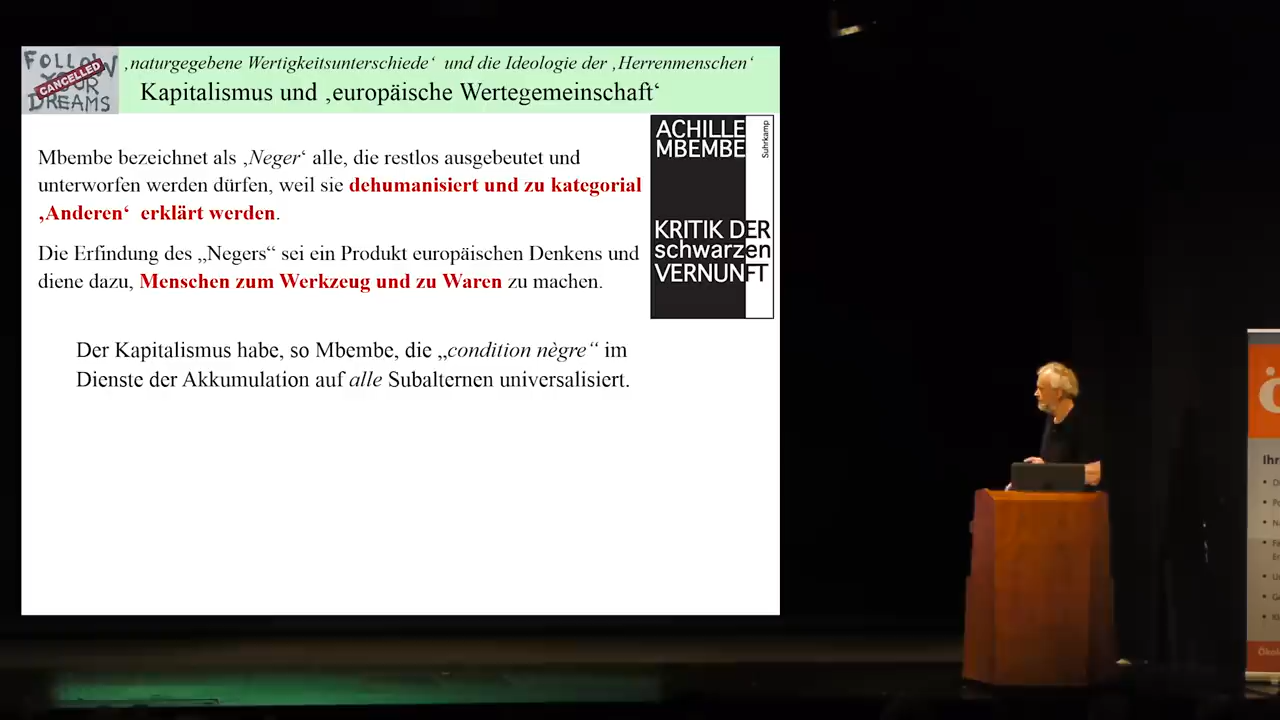 FOLLOW
YOUR
CANCELLED
DREAMS
‚naturgegebene Wertigkeitsunterschiede‘ und die Ideologie der ‚Herrenmenschen‘
Kapitalismus und ‚europäische Wertegemeinschaft‘
Mbembe bezeichnet als ‚Neger‘ alle, die restlos ausgebeutet und
unterworfen werden dürfen, weil sie dehumanisiert und zu kategorial
‚Anderen‘ erklärt werden.
Die Erfindung des „Negers“ sei ein Produkt europäischen Denkens und
diene dazu, Menschen zum Werkzeug und zu Waren zu machen.
Der Kapitalismus habe, so Mbembe, die „condition nègre“ im
Dienste der Akkumulation auf alle Subalternen universalisiert.
ACHILLE
MBEMBE
Suhrkamp
KRITIK DER
schwarzen
VERNUNFT
Ö
Ihr